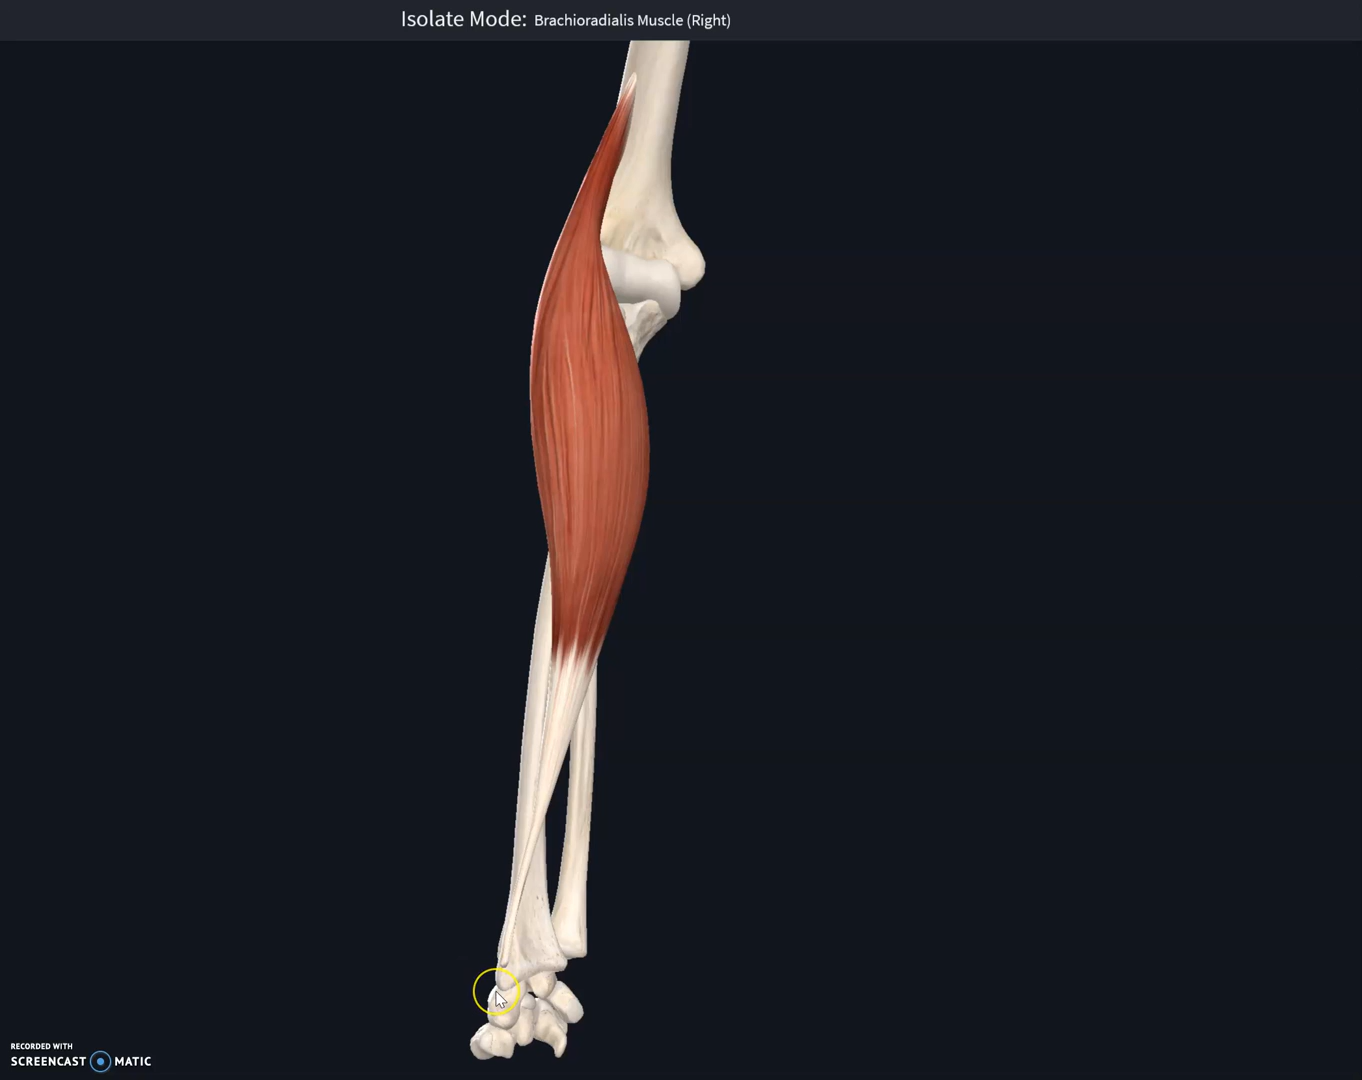 Isolate Mode: Brachioradialis Muscle (Right)
RECORDED WITH
SCREENCAST MATIC